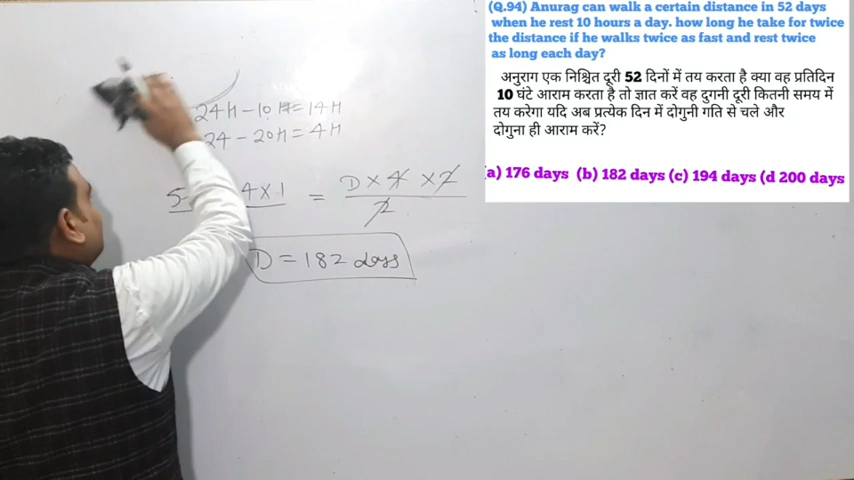 (Q.94) Anurag can walk a certain distance in 52 days
when he rest 10 hours a day. how long he take for twice
the distance if he walks twice as fast and rest twice
as long each day?
अनुराग एक निश्चित दूरी 52 दिनों में तय करता है क्या वह प्रतिदिन
10 घंटे आराम करता है तो ज्ञात करें वह दुगनी दूरी कितनी समय में
तय करेगा यदि अब प्रत्येक दिन में दोगुनी गति से चले और
दोगुना ही आराम करें?
a) 176 days (b) 182 days (c) 194 days (d 200 days
24H - 10H = 14H
24 - 20H = 4H
5 4 X 1 = D X 4 X 2
2
D = 182 days